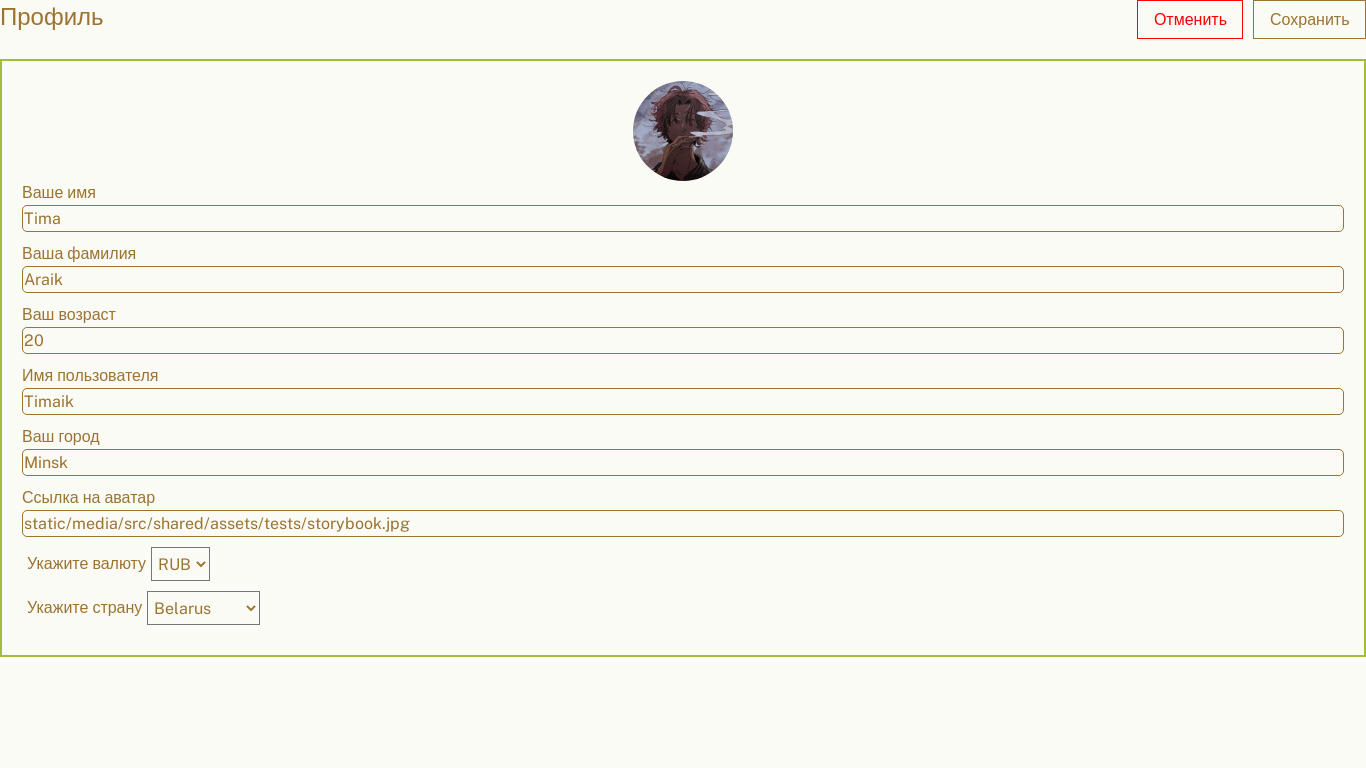 Профиль
Отменить
Сохранить
Ваше имя
Tima
Ваша фамилия
Araik
Ваш возраст
20
Имя пользователя
Timaik
Ваш город
Minsk
Ссылка на аватар
static/media/src/shared/assets/tests/storybook.jpg
Укажите валюту RUB
Укажите страну Belarus